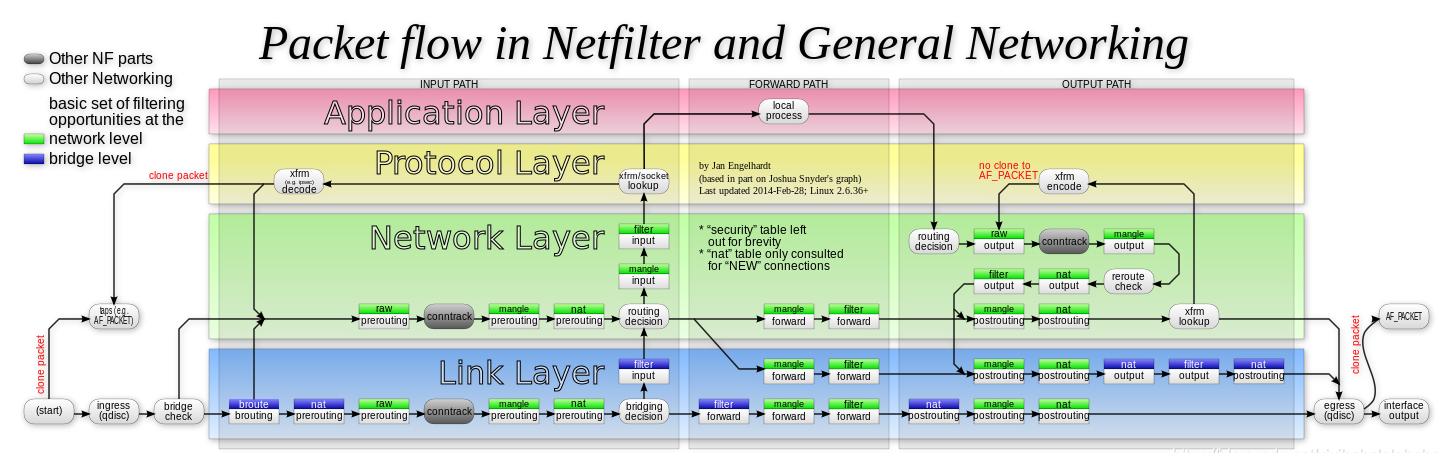 Packet flow in Netfilter and General Networking
Other NF parts
Other Networking
basic set of filtering
opportunities at the
network level
bridge level
INPUT PATH
FORWARD PATH
OUTPUT PATH
Application Layer
local
process
Protocol Layer
clone packet
xfrm
(e.g. ipsec)
decode
xfrm/socket
lookup
by Jan Engelhardt
(based in part on Joshua Snyder's graph)
Last updated 2014-Feb-28; Linux 2.6.36+
no clone to
AF_PACKET
xfrm
encode
Network Layer
filter
input
mangle
input
* “security” table left
out for brevity
* “nat” table only consulted
for “NEW” connections
routing
decision
raw
output
conntrack
mangle
output
filter
output
nat
output
reroute
check
taps (e.g.
AF_PACKET)
raw
prerouting
conntrack
mangle
prerouting
nat
prerouting
routing
decision
mangle
forward
filter
forward
mangle
postrouting
nat
postrouting
xfrm
lookup
AF_PACKET
clone packet
clone packet
Link Layer
filter
input
mangle
forward
filter
forward
mangle
postrouting
nat
postrouting
nat
output
filter
output
nat
postrouting
(start)
ingress
(qdisc)
bridge
check
broute
brouting
nat
prerouting
raw
prerouting
conntrack
mangle
prerouting
nat
prerouting
bridging
decision
filter
forward
mangle
forward
filter
forward
nat
postrouting
mangle
postrouting
nat
postrouting
egress
(qdisc)
interface
output